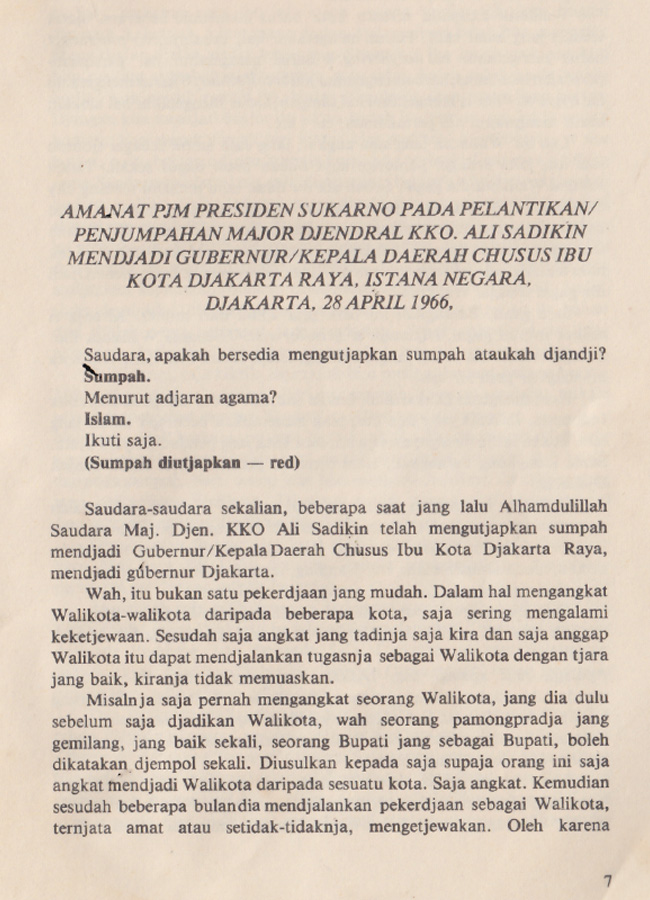 AMANAT PJM PRESIDEN SUKARNO PADA PELANTIKAN/
PENJUMPAHAN MAJOR DJENDRAL KKO. ALI SADIKIN
MENDJADI GUBERNUR/KEPALA DAERAH CHUSUS IBU
KOTA DJAKARTA RAYA, ISTANA NEGARA,
DJAKARTA, 28 APRIL 1966,
Saudara, apakah bersedia mengutjapkan sumpah ataukah djandji?
Sumpah.
Menurut adjaran agama?
Islam.
Ikuti saja.
(Sumpah diutjapkan — red)
Saudara-saudara sekalian, beberapa saat jang lalu Alhamdulillah
Saudara Maj. Djen. KKO Ali Sadikin telah mengutjapkan sumpah
mendjadi Gubernur/Kepala Daerah Chusus Ibu Kota Djakarta Raya,
mendjadi gubernur Djakarta.
Wah, itu bukan satu pekerdjaan jang mudah. Dalam hal mengangkat
Walikota-walikota daripada beberapa kota, saja sering mengalami
keketjewaan. Sesudah saja angkat jang tadinja saja kira dan saja anggap
Walikota itu dapat mendjalankan tugasnja sebagai Walikota dengan tjara
jang baik, kiranja tidak memuaskan.
Misalnja saja pernah mengangkat seorang Walikota, jang dia dulu
sebelum saja djadikan Walikota, wah seorang pamongpradja jang
gemilang, jang baik sekali, seorang Bupati jang sebagai Bupati, boleh
dikatakan djempol sekali. Diusulkan kepada saja supaja orang ini saja
angkat mendjadi Walikota daripada sesuatu kota. Saja angkat. Kemudian
sesudah beberapa bulan dia mendjalankan pekerdjaan sebagai Walikota,
ternjata amat atau setidak-tidaknja, mengetjewakan. Oleh karena
7